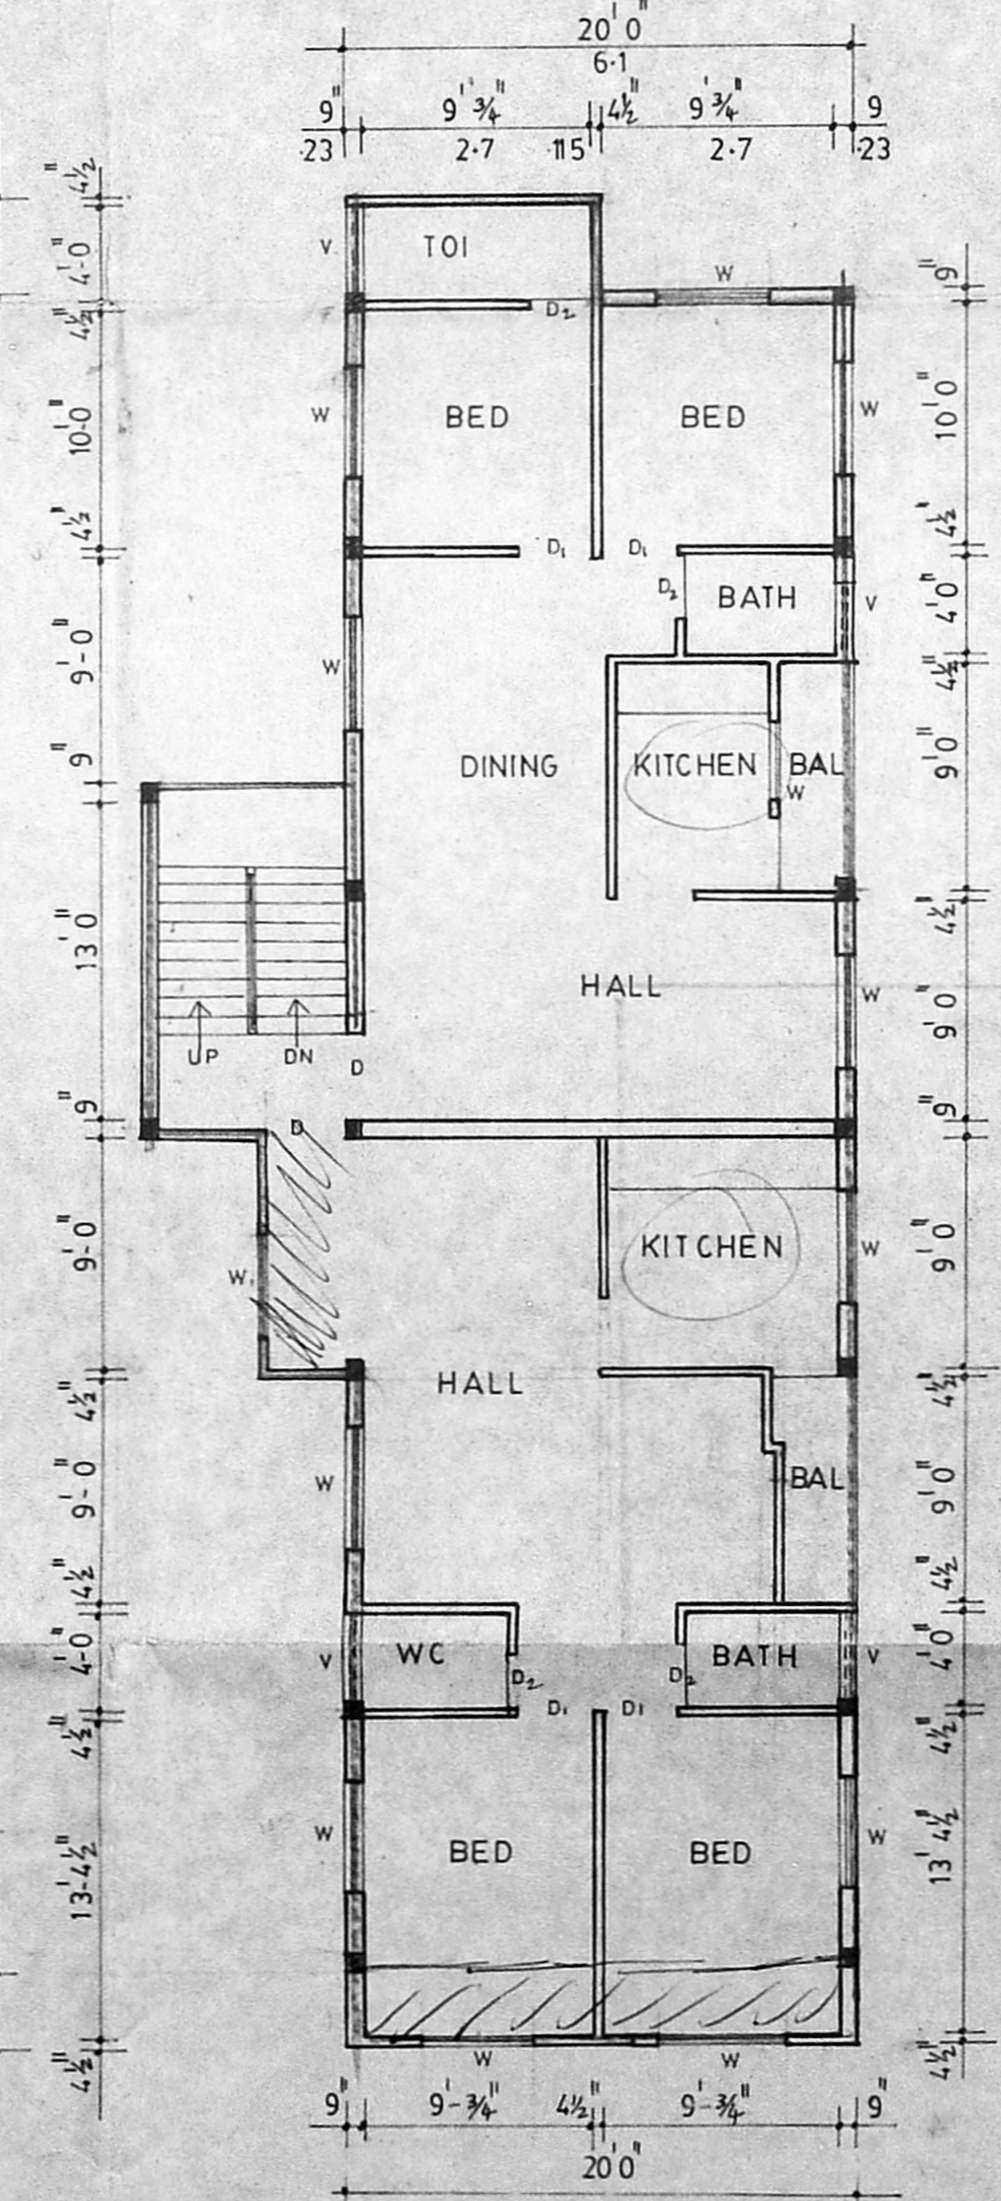 20'0"
6.1
9" 9'3/4" 4½" 9'3/4" 9
.23 2.7 .115 2.7 .23
4½"
V TOI 4'-0"
W 9"
4½" D2
10'-0" W BED BED W 10'0"
4½" D1 D1 4½"
D2 BATH V 4'0"
9'-0" W 4½"
9" DINING KITCHEN BAL 9'0"
W
13'0" 4½"
HALL W 9'0"
UP DN D
9" D 9"
9'-0" W1 KITCHEN W 9'0"
4½" HALL 4½"
9'-0" W BAL 9'0"
4½" 4½"
4'-0" V WC D2 D2 BATH V 4'0"
4½" D1 D1 4½"
13'-4½" W BED BED W 13'4½"
4½" W W 4½"
9" 9'-3/4" 4½" 9'-3/4" 9"
20'0"